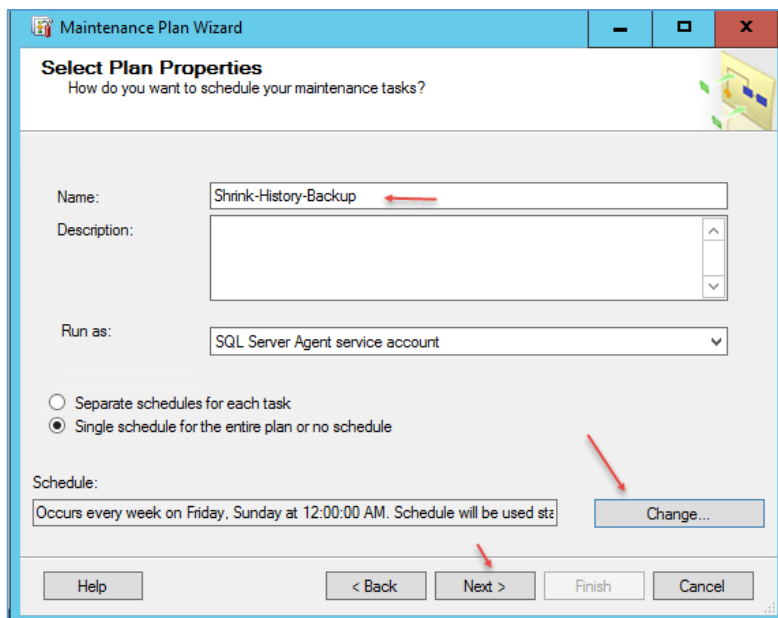 Maintenance Plan Wizard
Select Plan Properties
How do you want to schedule your maintenance tasks?
Name:
Shrink-History-Backup
Description:
Run as:
SQL Server Agent service account
Separate schedules for each task
Single schedule for the entire plan or no schedule
Schedule:
Occurs every week on Friday, Sunday at 12:00:00 AM. Schedule will be used sta
Change...
Help
< Back
Next >
Finish
Cancel